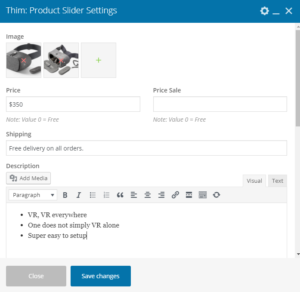 Thim: Product Slider Settings
Image
Price
Price Sale
$350
Note: Value 0 = Free
Note: Value 0 = Free
Shipping
Free delivery on all orders.
Description
Add Media
Visual
Text
Paragraph
B I
VR, VR everywhere
One does not simply VR alone
Super easy to setup
Close
Save changes